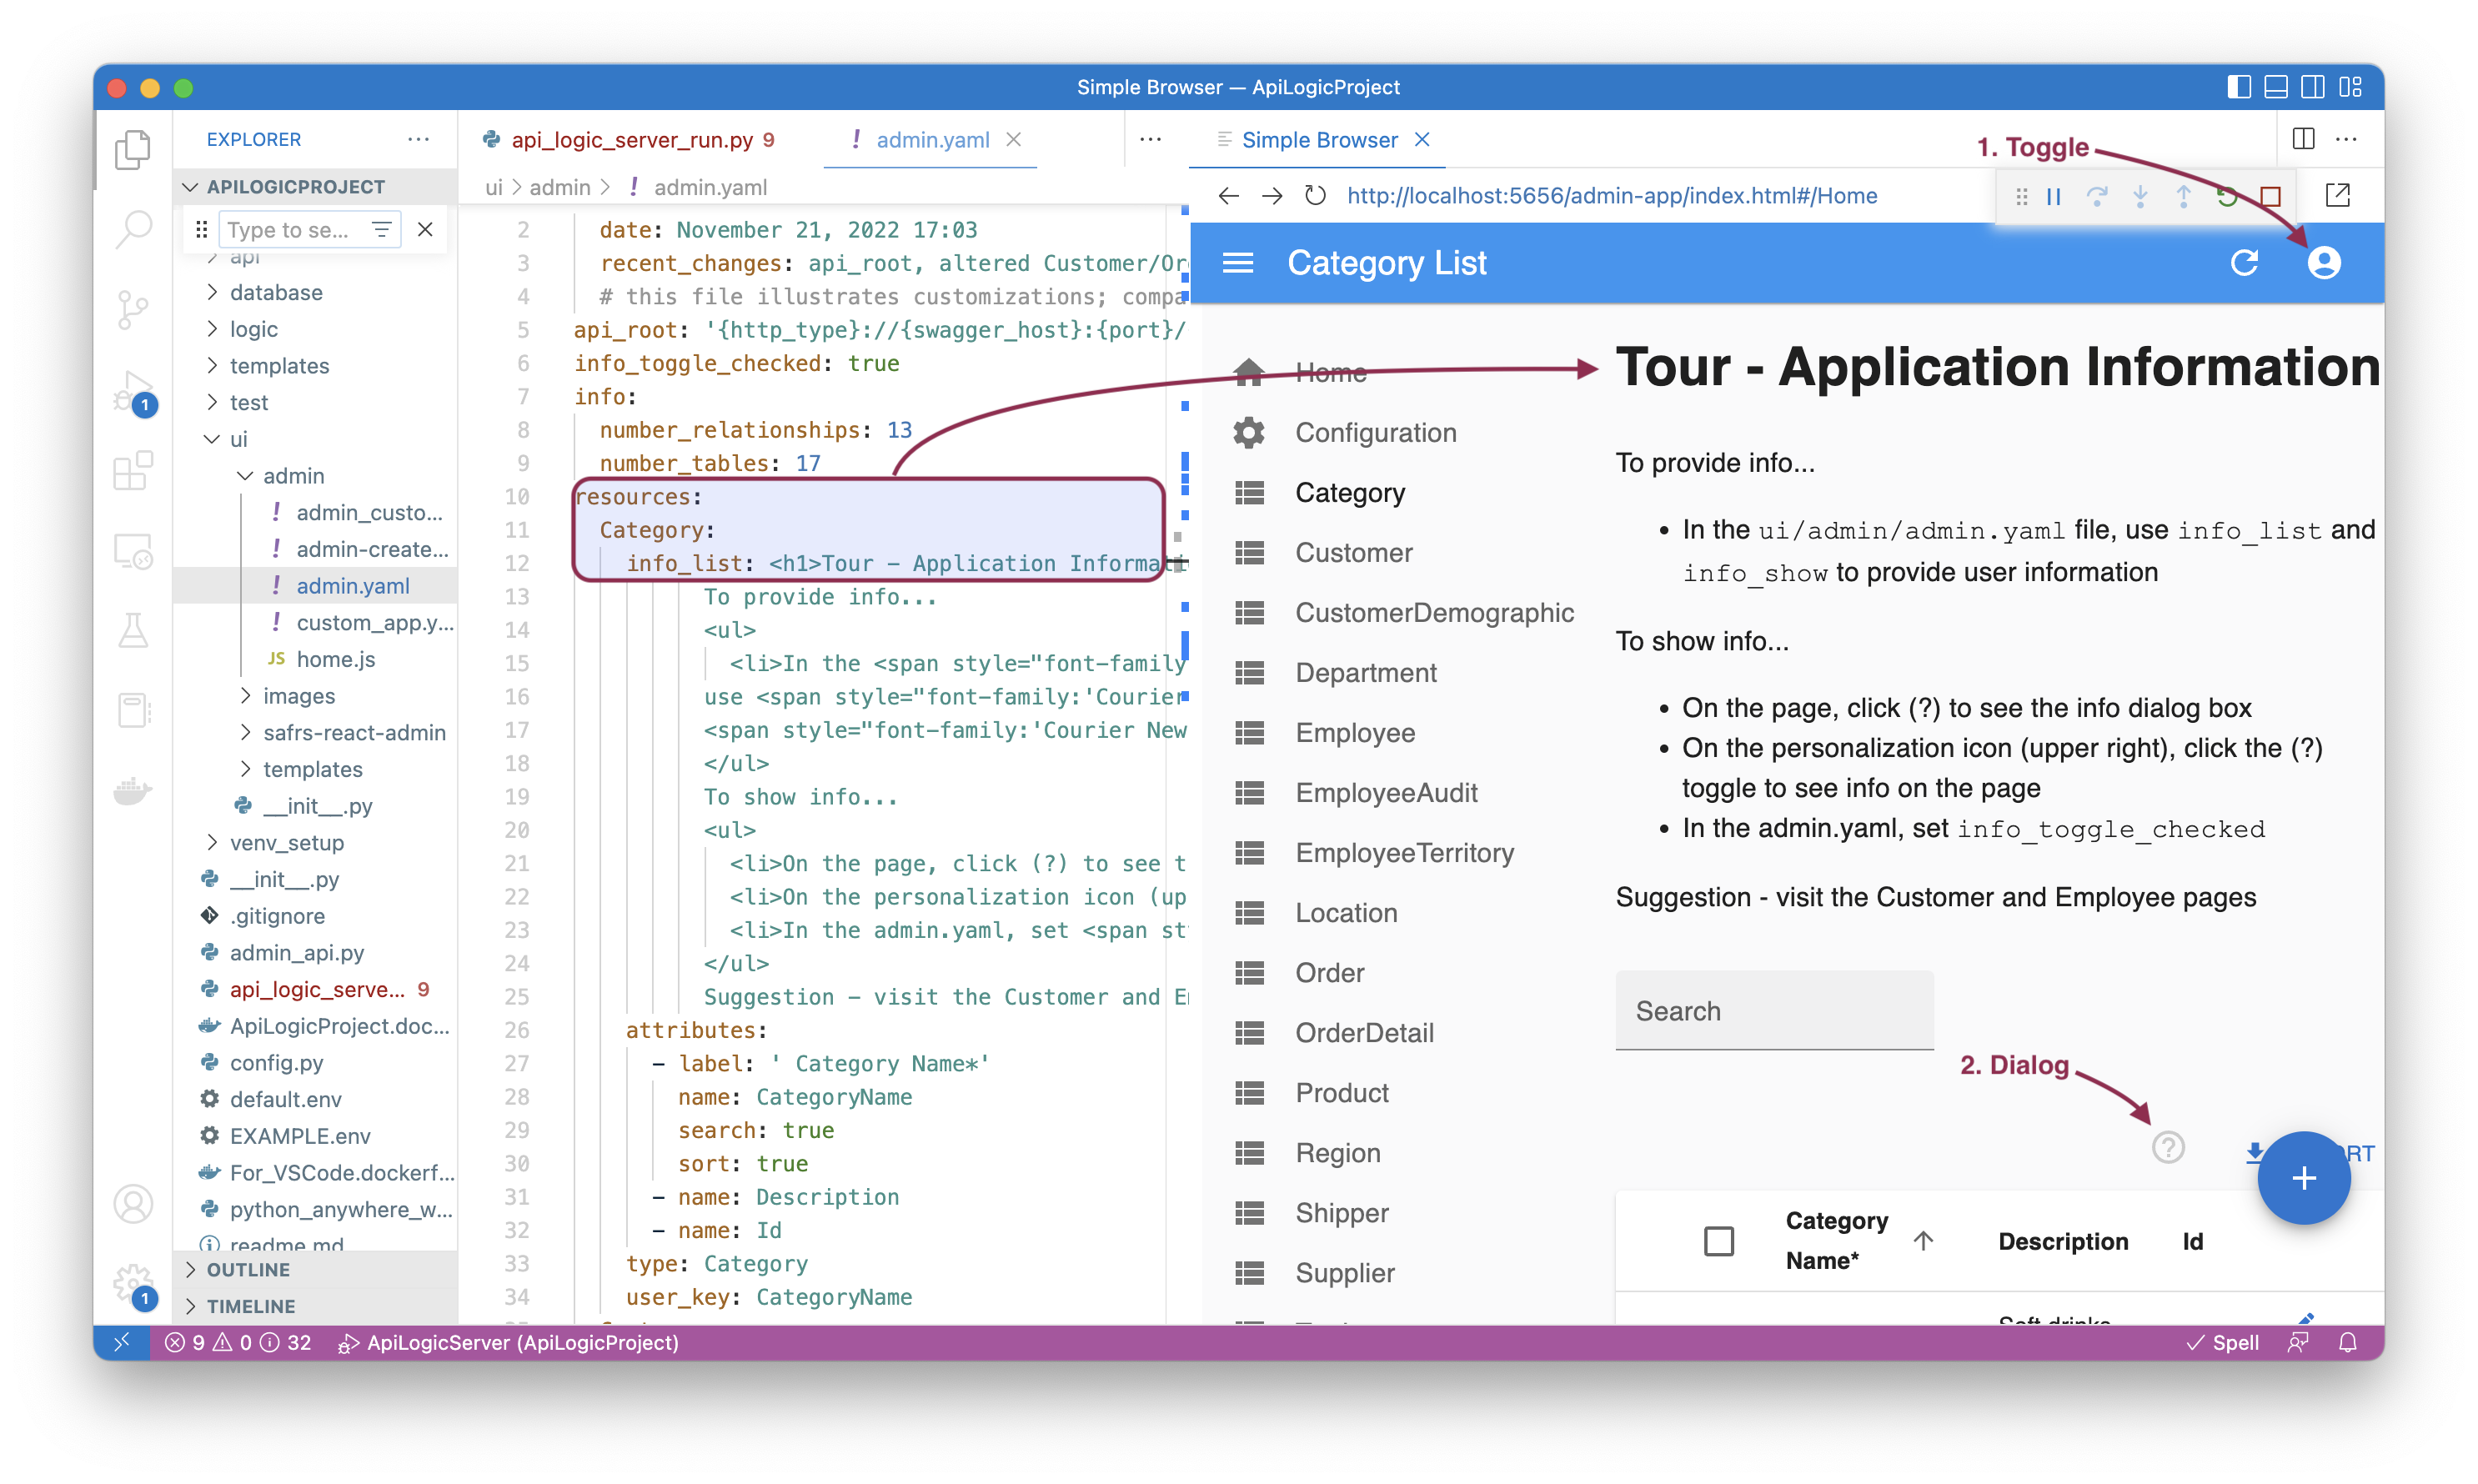 Simple Browser — ApiLogicProject
EXPLORER
APILOGICPROJECT
Type to se...
api
database
logic
templates
test
ui
admin
admin_custo...
admin-create...
admin.yaml
custom_app.y...
JS home.js
images
safrs-react-admin
templates
__init__.py
venv_setup
__init__.py
.gitignore
admin_api.py
api_logic_serve... 9
ApiLogicProject.doc...
config.py
default.env
EXAMPLE.env
For_VSCode.dockerf...
python_anywhere_w...
readme.md
OUTLINE
TIMELINE
1
1
api_logic_server_run.py 9
! admin.yaml
ui > admin > ! admin.yaml
2 date: November 21, 2022 17:03
3 recent_changes: api_root, altered Customer/Or
4 # this file illustrates customizations; compa
5 api_root: '{http_type}://{swagger_host}:{port}/
6 info_toggle_checked: true
7 info:
8 number_relationships: 13
9 number_tables: 17
10 resources:
11 Category:
12 info_list: <h1>Tour - Application Informati
13 To provide info...
14 <ul>
15 <li>In the <span style="font-family
16 use <span style="font-family:'Courier
17 <span style="font-family:'Courier New
18 </ul>
19 To show info...
20 <ul>
21 <li>On the page, click (?) to see t
22 <li>On the personalization icon (up
23 <li>In the admin.yaml, set <span st
24 </ul>
25 Suggestion - visit the Customer and E
26 attributes:
27 - label: ' Category Name*'
28 name: CategoryName
29 search: true
30 sort: true
31 - name: Description
32 - name: Id
33 type: Category
34 user_key: CategoryName
Simple Browser
1. Toggle
http://localhost:5656/admin-app/index.html#/Home
Category List
Home
Configuration
Category
Customer
CustomerDemographic
Department
Employee
EmployeeAudit
EmployeeTerritory
Location
Order
OrderDetail
Product
Region
Shipper
Supplier
Tour - Application Information
To provide info...
• In the ui/admin/admin.yaml file, use info_list and
info_show to provide user information
To show info...
• On the page, click (?) to see the info dialog box
• On the personalization icon (upper right), click the (?)
toggle to see info on the page
• In the admin.yaml, set info_toggle_checked
Suggestion - visit the Customer and Employee pages
Search
2. Dialog
RT
Category
Name*
Description
Id
Soft drinks
9 0 32 ApiLogicServer (ApiLogicProject)
Spell